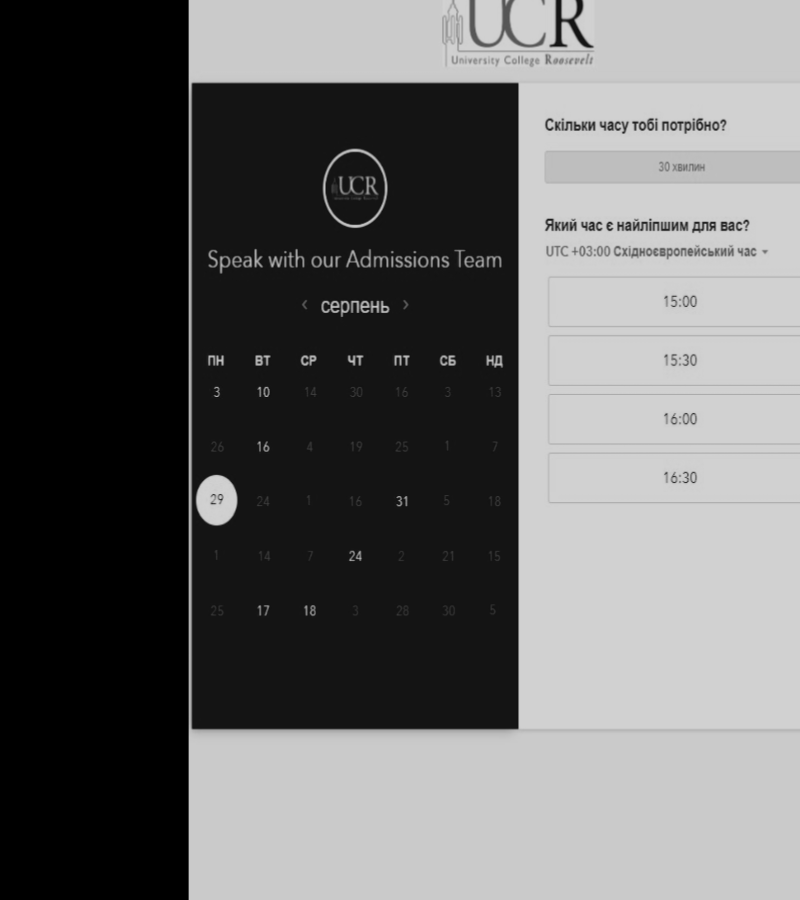 UCR
University College Roosevelt
UCR
Speak with our Admissions Team
‹ серпень ›
ПН ВТ СР ЧТ ПТ СБ НД
3 10 14 30 16 3 13
26 16 4 19 25 1 7
29 24 1 16 31 5 18
1 14 7 24 2 21 15
25 17 18 3 28 30 5
Скільки часу тобі потрібно?
30 хвилин
Який час є найліпшим для вас?
UTC +03:00 Східноєвропейський час
15:00
15:30
16:00
16:30